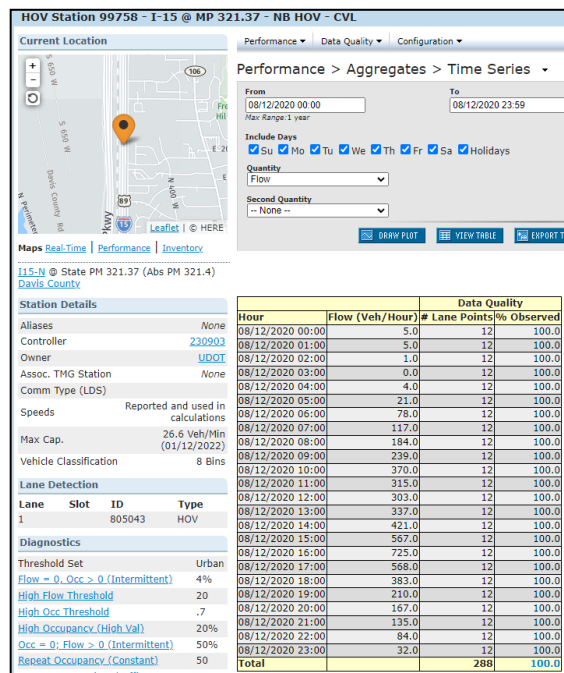 HOV Station 99758 - I-15 @ MP 321.37 - NB HOV - CVL
Current Location
+
−
S 650 W
S 650 W
106
Fre
Hil
E 20
N 400 W
Davis County Rd
N Perimeter
Pkwy
89
15
Leaflet | © HERE
Maps Real-Time | Performance | Inventory
I15-N @ State PM 321.37 (Abs PM 321.4)
Davis County
Station Details
Aliases None
Controller 230903
Owner UDOT
Assoc. TMG Station None
Comm Type (LDS)
Speeds Reported and used in
calculations
Max Cap. 26.6 Veh/Min
(01/12/2022)
Vehicle Classification 8 Bins
Lane Detection
Lane Slot ID Type
1 805043 HOV
Diagnostics
Threshold Set Urban
Flow = 0, Occ > 0 (Intermittent) 4%
High Flow Threshold 20
High Occ Threshold .7
High Occupancy (High Val) 20%
Occ = 0; Flow > 0 (Intermittent) 50%
Repeat Occupancy (Constant) 50
Performance Data Quality Configuration
Performance > Aggregates > Time Series
From To
08/12/2020 00:00 08/12/2020 23:59
Max Range:1 year
Include Days
Su Mo Tu We Th Fr Sa Holidays
Quantity
Flow
Second Quantity
-- None --
DRAW PLOT VIEW TABLE EXPORT T
Data Quality
Hour Flow (Veh/Hour) # Lane Points % Observed
08/12/2020 00:00 5.0 12 100.0
08/12/2020 01:00 5.0 12 100.0
08/12/2020 02:00 1.0 12 100.0
08/12/2020 03:00 0.0 12 100.0
08/12/2020 04:00 4.0 12 100.0
08/12/2020 05:00 21.0 12 100.0
08/12/2020 06:00 78.0 12 100.0
08/12/2020 07:00 117.0 12 100.0
08/12/2020 08:00 184.0 12 100.0
08/12/2020 09:00 239.0 12 100.0
08/12/2020 10:00 370.0 12 100.0
08/12/2020 11:00 315.0 12 100.0
08/12/2020 12:00 303.0 12 100.0
08/12/2020 13:00 337.0 12 100.0
08/12/2020 14:00 421.0 12 100.0
08/12/2020 15:00 567.0 12 100.0
08/12/2020 16:00 725.0 12 100.0
08/12/2020 17:00 568.0 12 100.0
08/12/2020 18:00 383.0 12 100.0
08/12/2020 19:00 210.0 12 100.0
08/12/2020 20:00 167.0 12 100.0
08/12/2020 21:00 135.0 12 100.0
08/12/2020 22:00 84.0 12 100.0
08/12/2020 23:00 32.0 12 100.0
Total 288 100.0